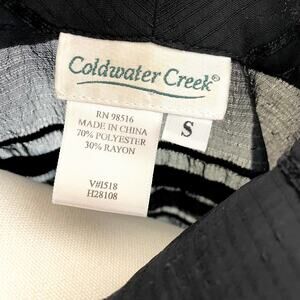 Coldwater Creek®
RN 98516
MADE IN CHINA
70% POLYESTER
30% RAYON
S
V#1518
H28108